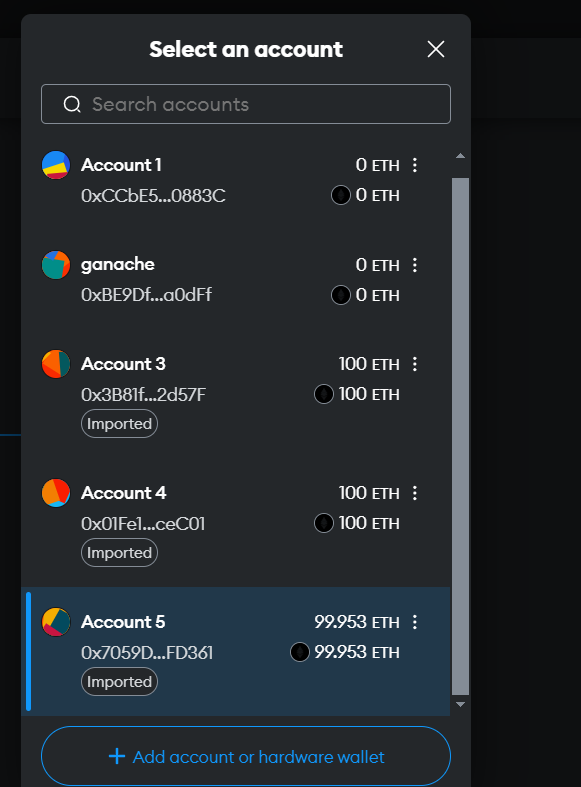 Select an account
Search accounts
Account 1 0 ETH
0xCCbE5...0883C 0 ETH
ganache 0 ETH
0xBE9Df...a0dFf 0 ETH
Account 3 100 ETH
0x3B81f...2d57F 100 ETH
Imported
Account 4 100 ETH
0x01Fe1...ceC01 100 ETH
Imported
Account 5 99.953 ETH
0x7059D...FD361 99.953 ETH
Imported
+ Add account or hardware wallet